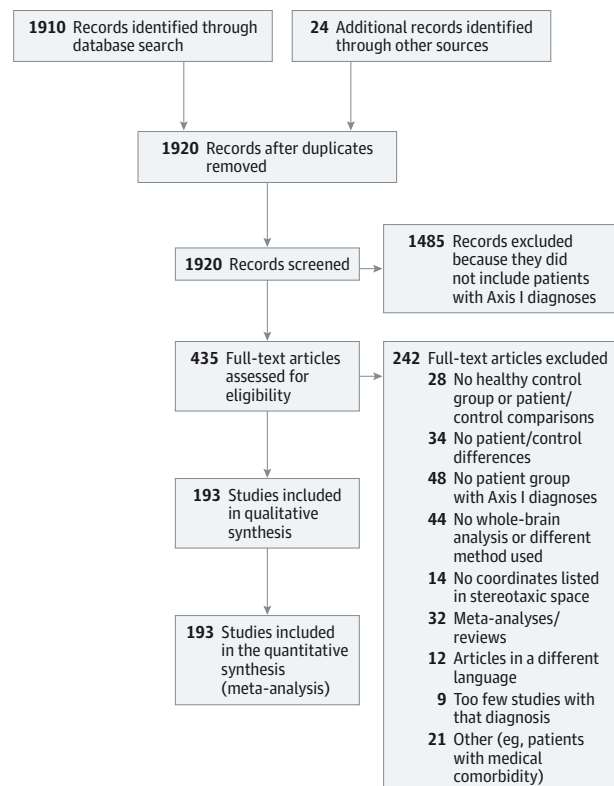 1910 Records identified through
database search
24 Additional records identified
through other sources
1920 Records after duplicates
removed
1920 Records screened
1485 Records excluded
because they did
not include patients
with Axis I diagnoses
435 Full-text articles
assessed for
eligibility
242 Full-text articles excluded
28 No healthy control
group or patient/
control comparisons
34 No patient/control
differences
48 No patient group
with Axis I diagnoses
44 No whole-brain
analysis or different
method used
14 No coordinates listed
in stereotaxic space
32 Meta-analyses/
reviews
12 Articles in a different
language
9 Too few studies with
that diagnosis
21 Other (eg, patients
with medical
comorbidity)
193 Studies included
in qualitative
synthesis
193 Studies included
in the quantitative
synthesis
(meta-analysis)